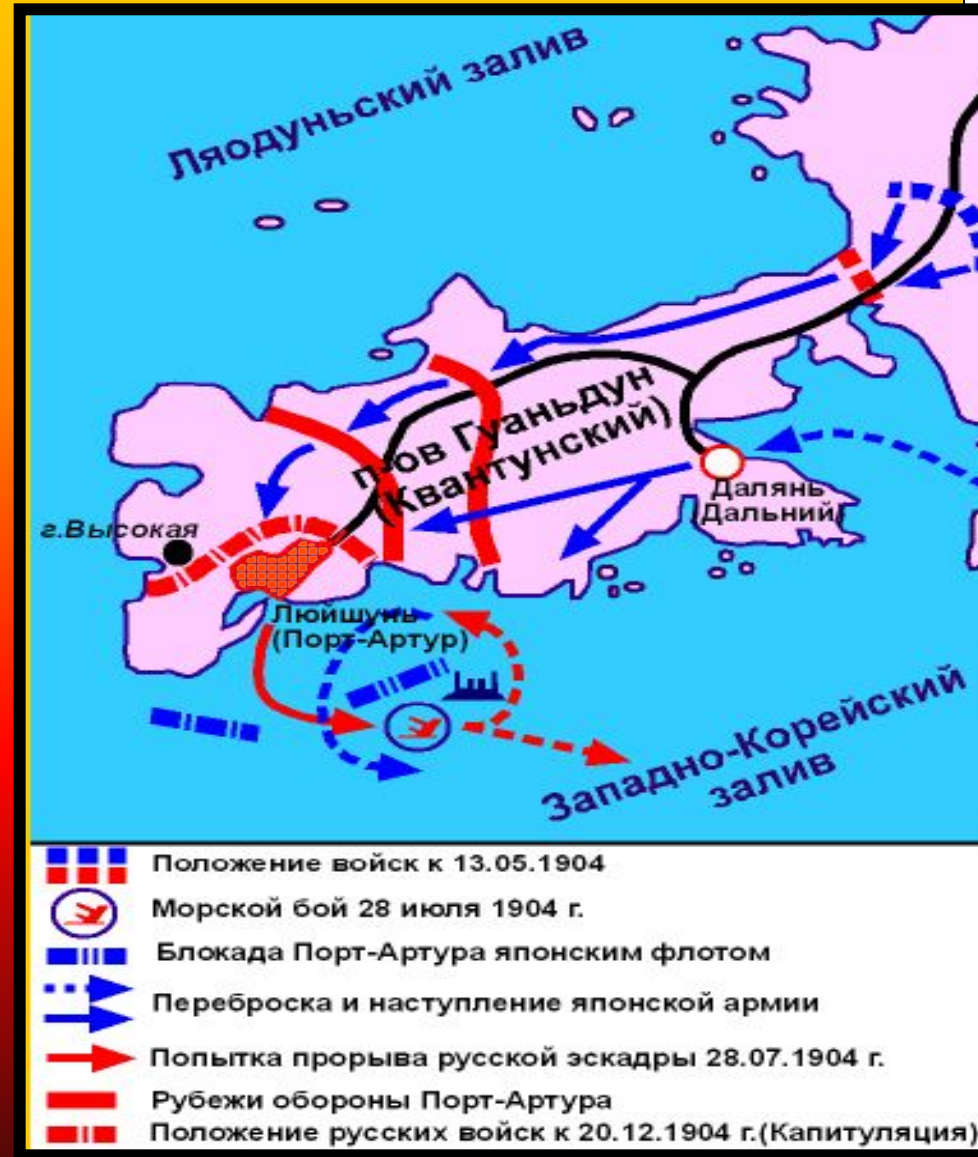 Ляодуньский залив
п-ов Гуаньдун
(Квантунский)
Далянь
(Дальний)
г.Высокая
Люйшунь
(Порт-Артур)
Западно-Корейский
залив
Положение войск к 13.05.1904
Морской бой 28 июля 1904 г.
Блокада Порт-Артура японским флотом
Переброска и наступление японской армии
Попытка прорыва русской эскадры 28.07.1904 г.
Рубежи обороны Порт-Артура
Положение русских войск к 20.12.1904 г.(Капитуляция)